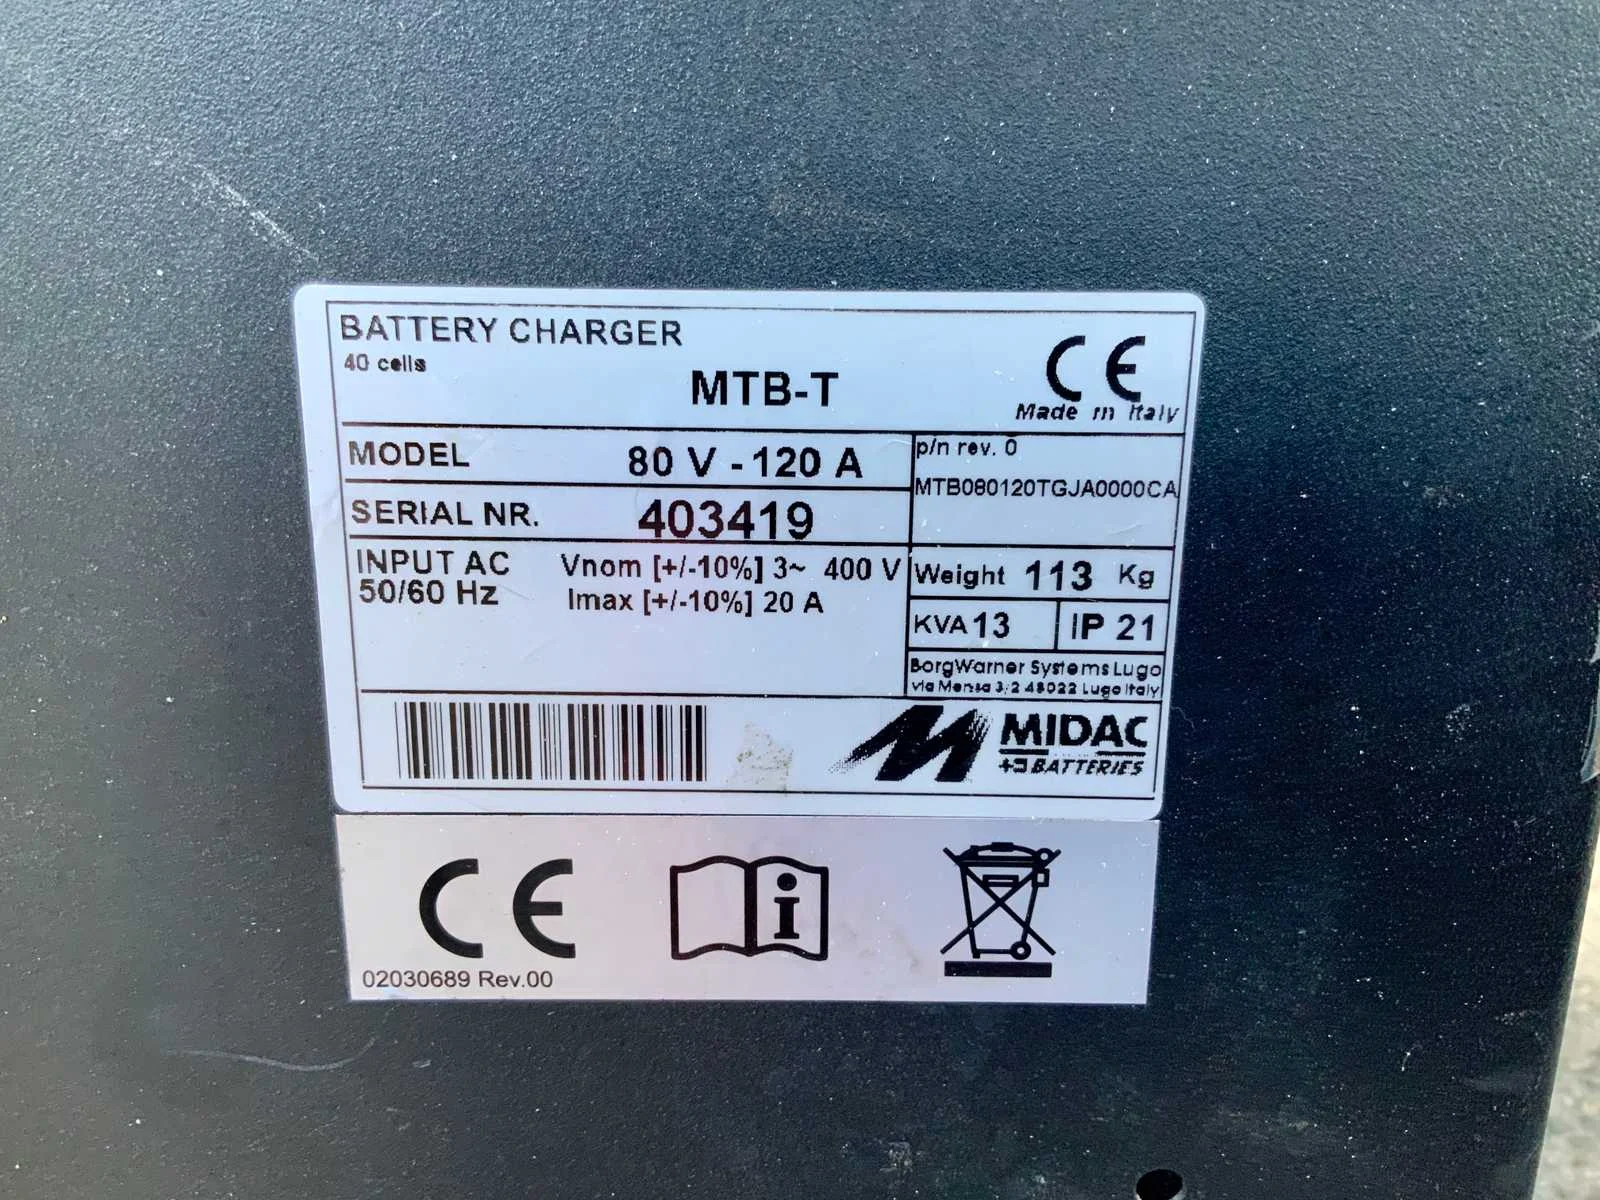 BATTERY CHARGER
40 cells
MTB-T
CE
Made in Italy
MODEL 80 V - 120 A
p/n rev. 0
MTB080120TGJA0000CA
SERIAL NR. 403419
INPUT AC Vnom [+/-10%] 3~ 400 V
50/60 Hz Imax [+/-10%] 20 A
Weight 113 Kg
KVA 13 IP 21
BorgWarner Systems Lugo
via Mensa 3/2 48022 Lugo Italy
MIDAC
BATTERIES
CE
i
02030689 Rev.00